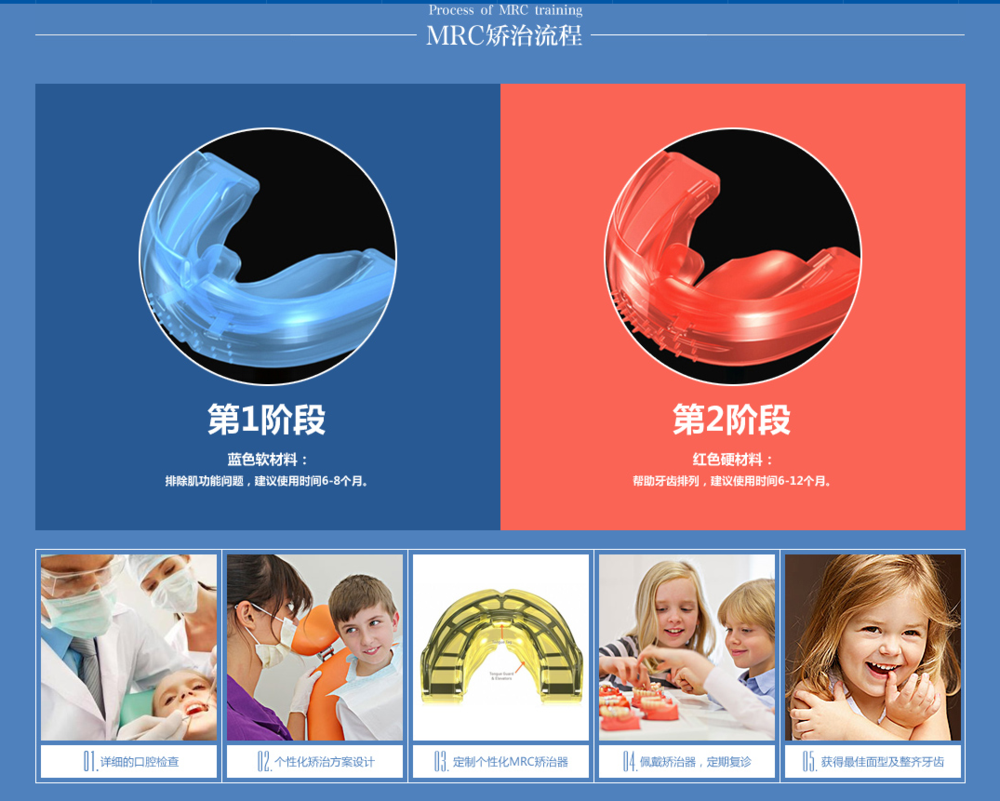 Process of MRC training
MRC矫治流程
第1阶段
蓝色软材料：
排除肌功能问题，建议使用时间6-8个月。
第2阶段
红色硬材料：
帮助牙齿排列，建议使用时间6-12个月。
Tongue Tag
Tongue Guard
& Elevators
01.详细的口腔检查
02.个性化矫治方案设计
03.定制个性化MRC矫治器
04.佩戴矫治器，定期复诊
05.获得最佳面型及整齐牙齿